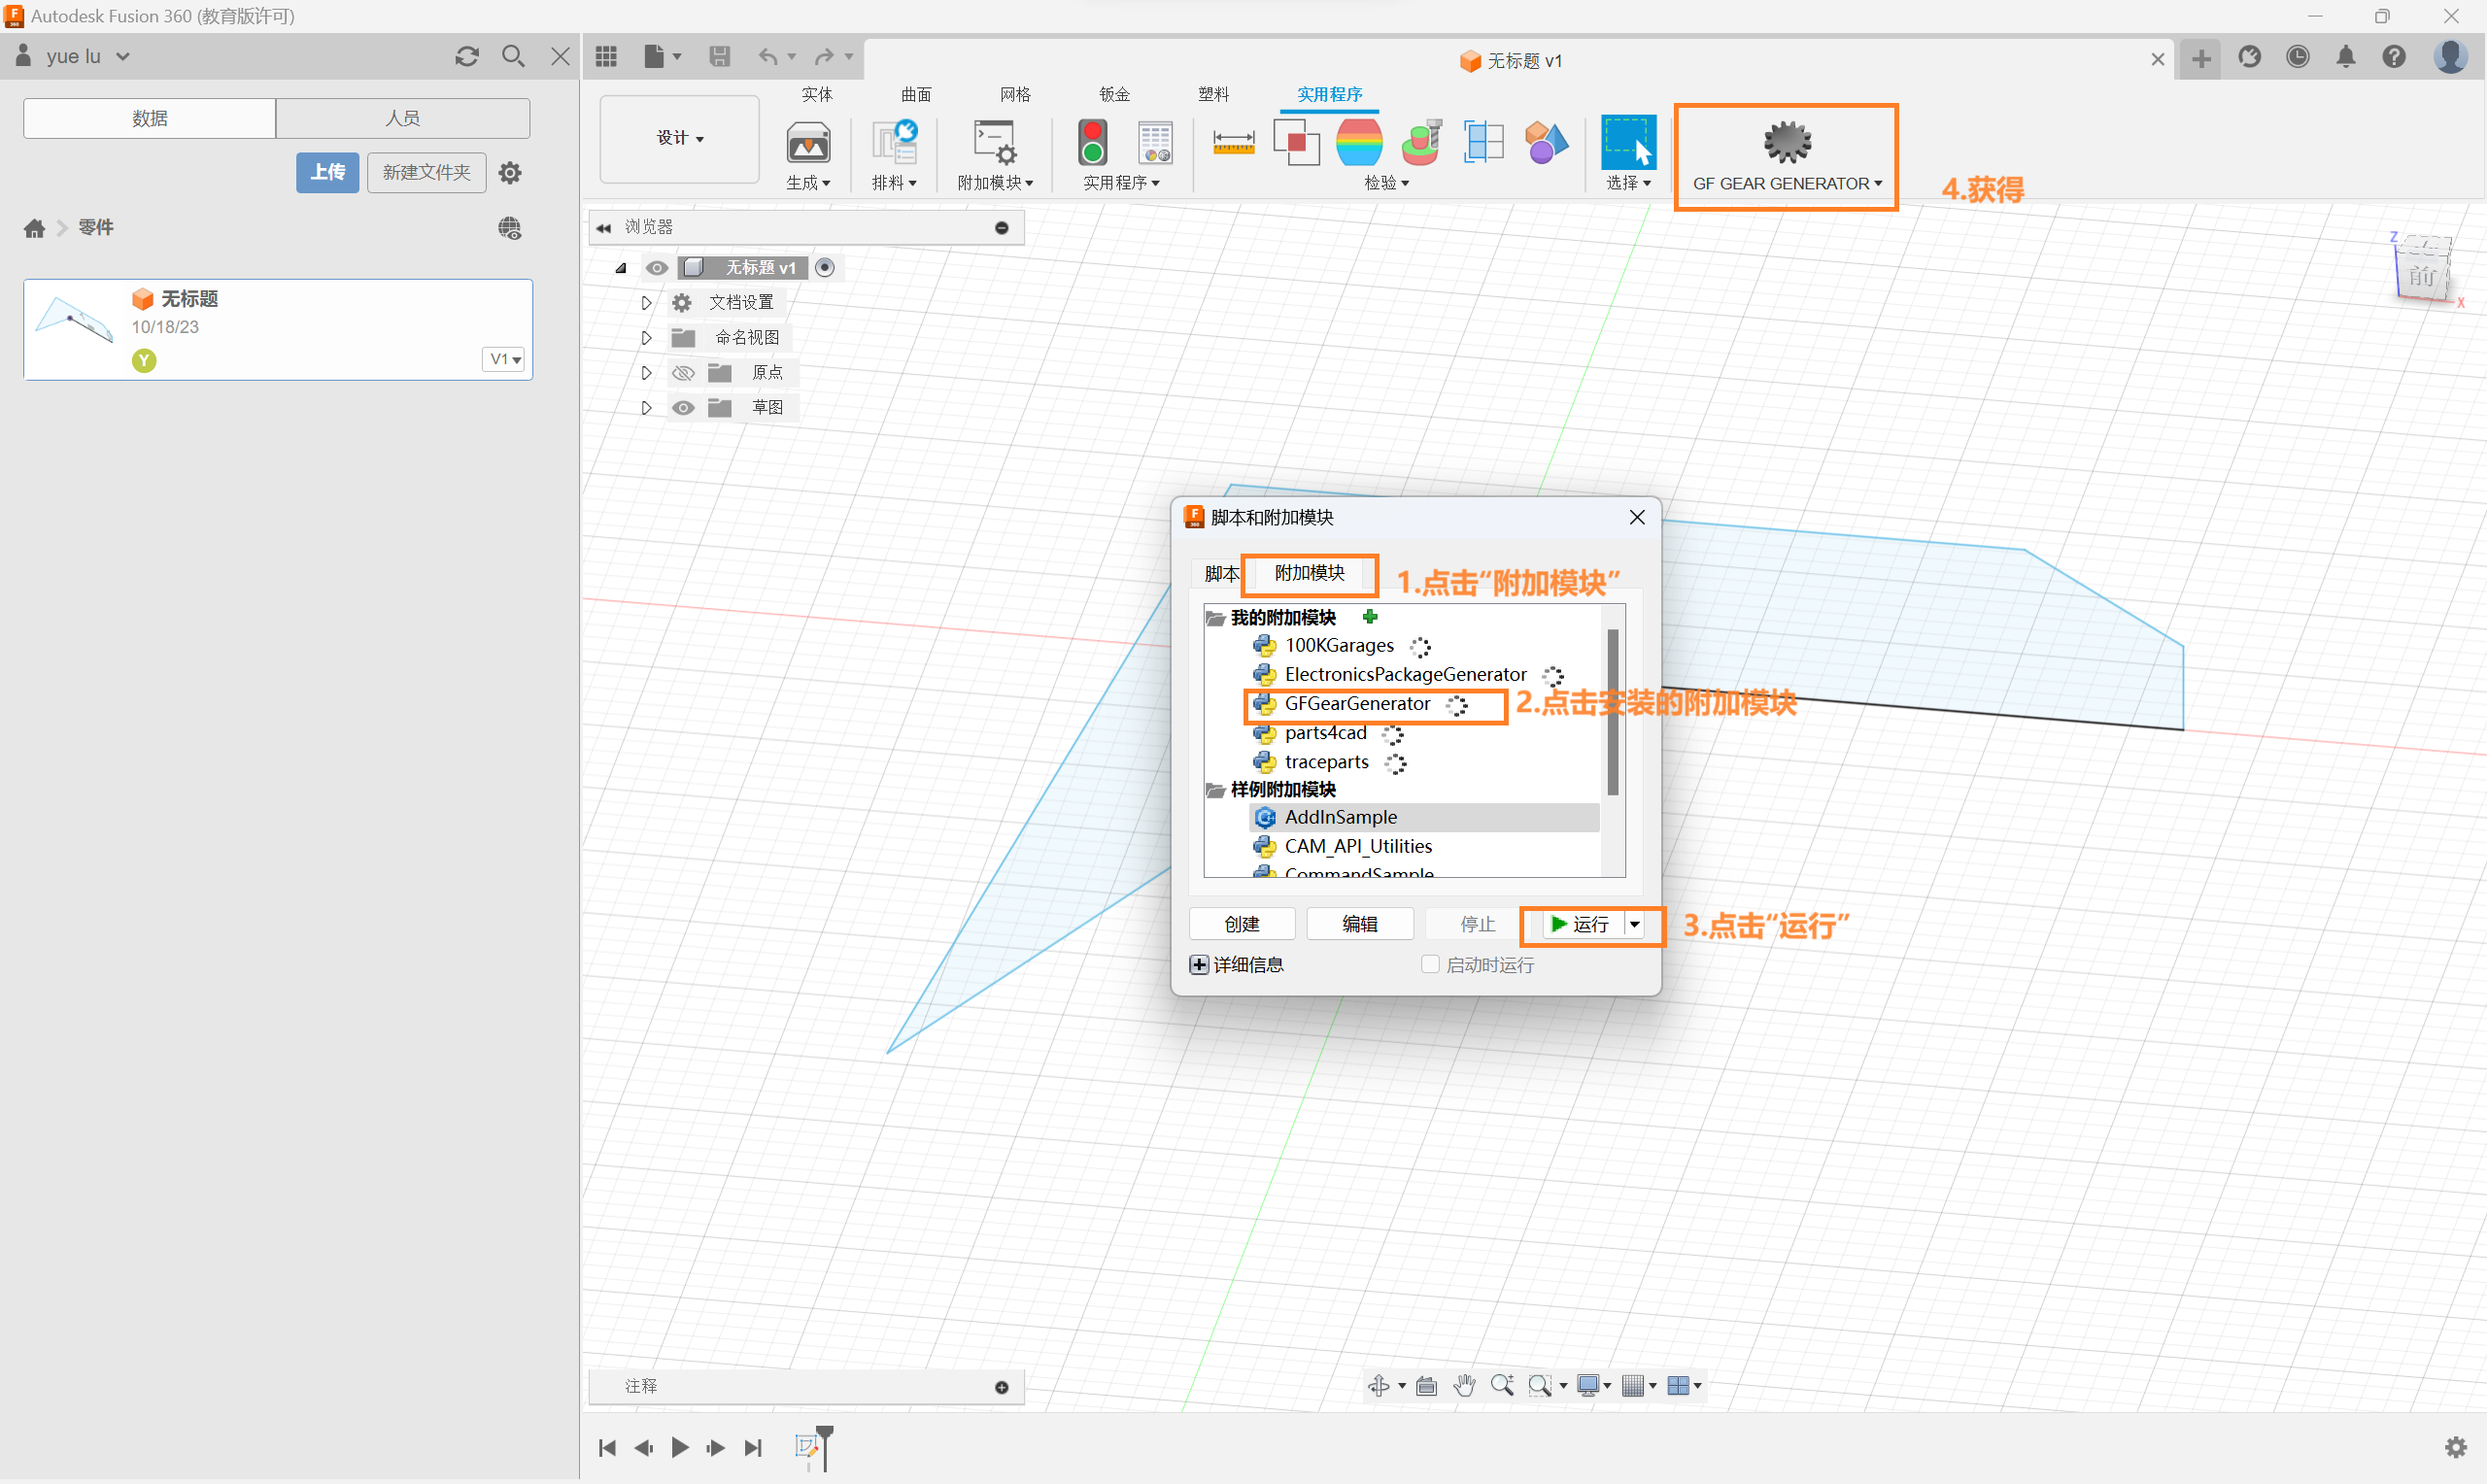 Autodesk Fusion 360 (教育版许可)
yue lu
无标题 v1
数据
人员
上传
新建文件夹
零件
无标题
10/18/23
Y
V1
设计
实体
曲面
网格
钣金
塑料
实用程序
生成
排料
附加模块
实用程序
检验
选择
GF GEAR GENERATOR
4.获得
浏览器
无标题 v1
文档设置
命名视图
原点
草图
Z
前
X
脚本和附加模块
脚本
附加模块
1.点击“附加模块”
我的附加模块
100KGarages
ElectronicsPackageGenerator
GFGearGenerator
2.点击安装的附加模块
parts4cad
traceparts
样例附加模块
AddInSample
CAM_API_Utilities
CommandSample
创建
编辑
停止
运行
3.点击“运行”
详细信息
启动时运行
注释